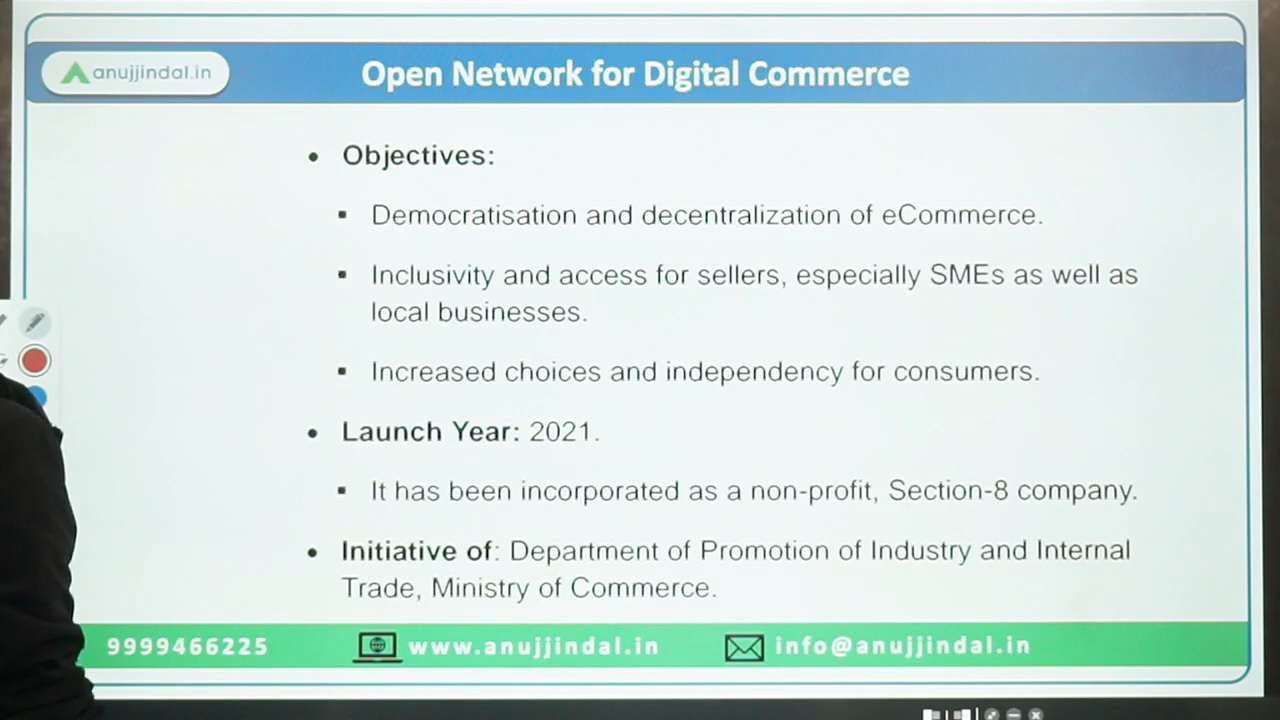 anujjindal.in
Open Network for Digital Commerce
• Objectives:
▪ Democratisation and decentralization of eCommerce.
▪ Inclusivity and access for sellers, especially SMEs as well as
local businesses.
▪ Increased choices and independency for consumers.
• Launch Year: 2021.
▪ It has been incorporated as a non-profit, Section-8 company.
• Initiative of: Department of Promotion of Industry and Internal
Trade, Ministry of Commerce.
9999466225
www.anujjindal.in
info@anujjindal.in